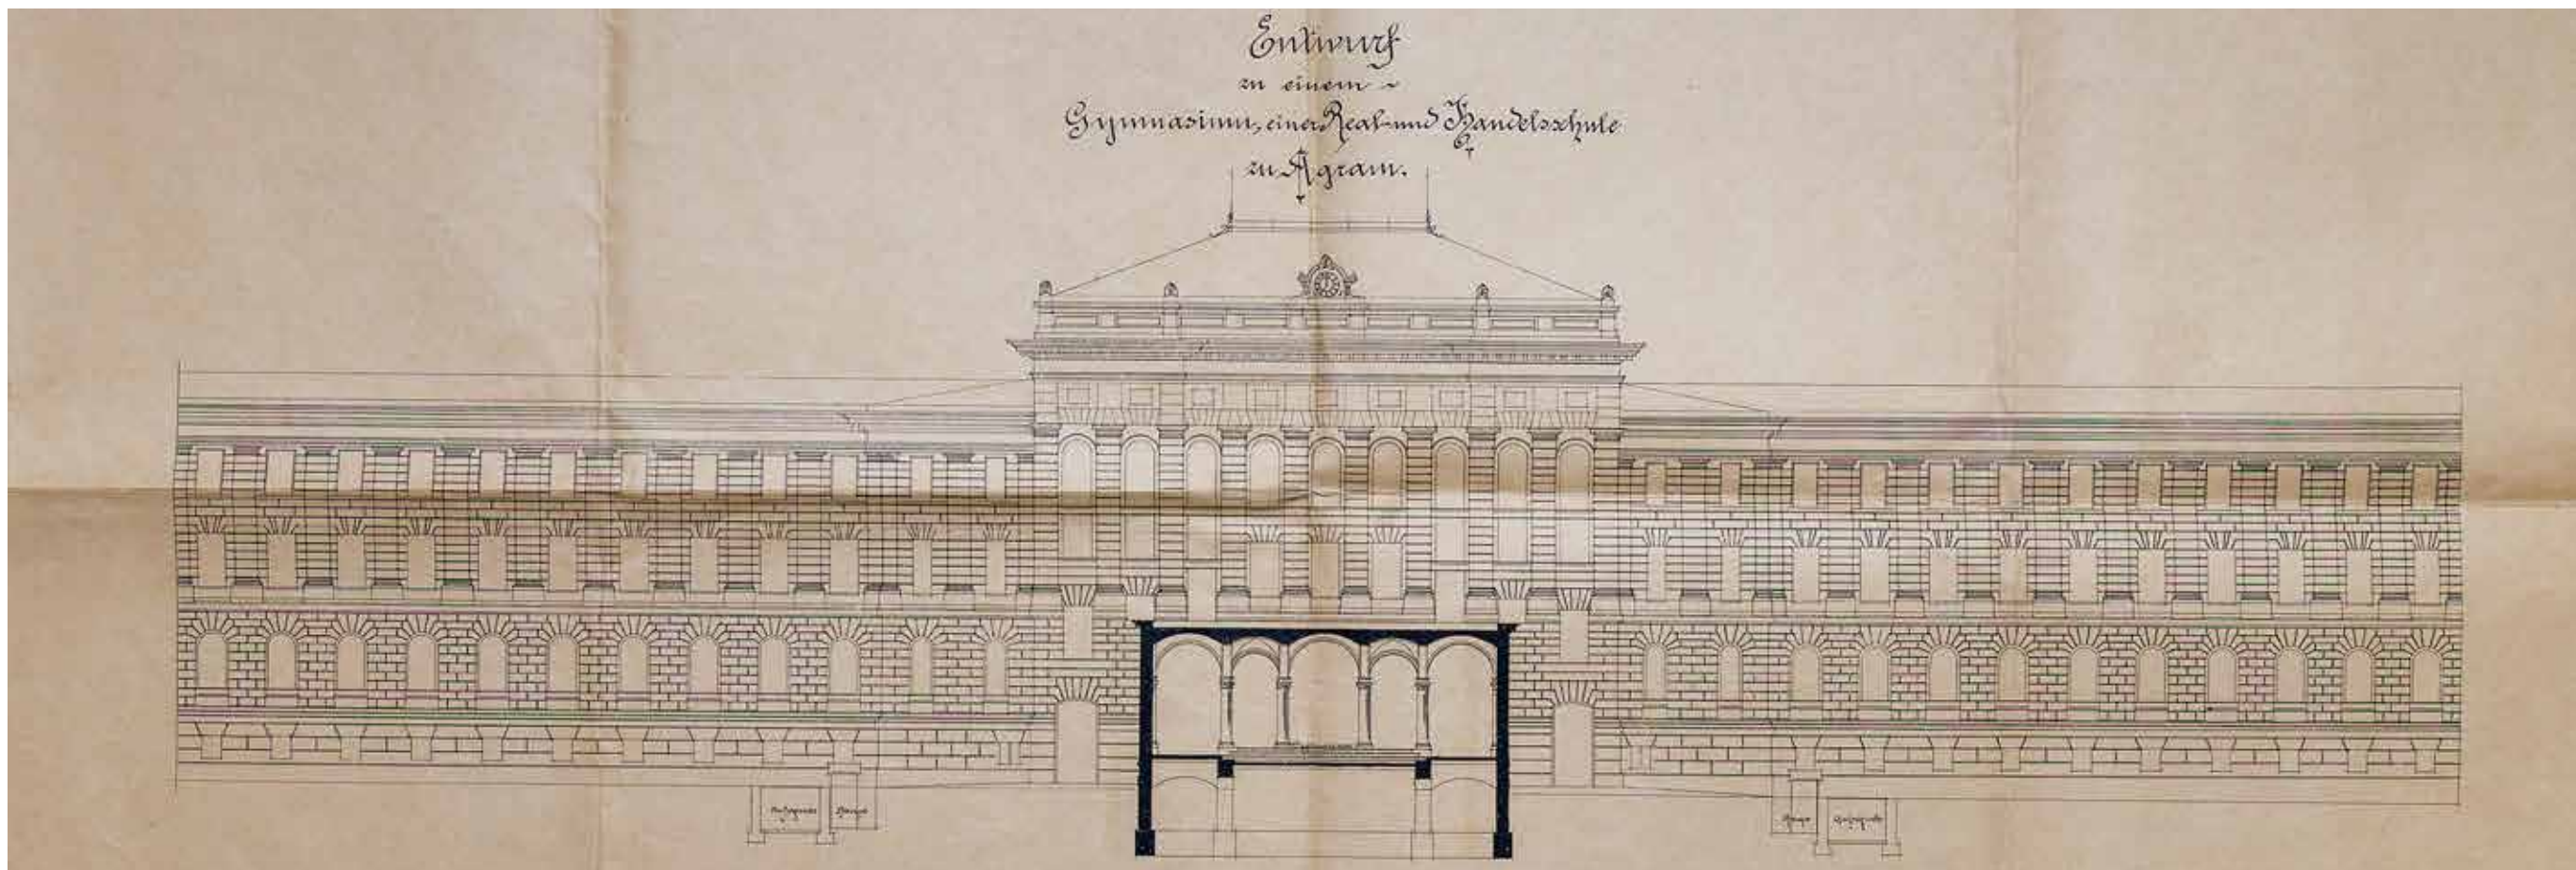 Entwurf
zu einem ~
Gymnasium, einer Real- und Handelsschule
zu Agram.